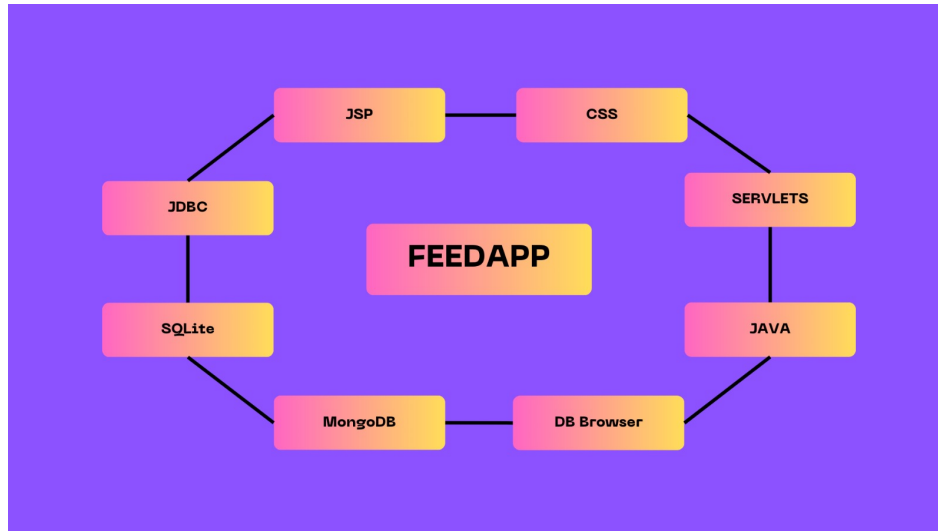 JSP
CSS
JDBC
SERVLETS
FEEDAPP
SQLite
JAVA
MongoDB
DB Browser